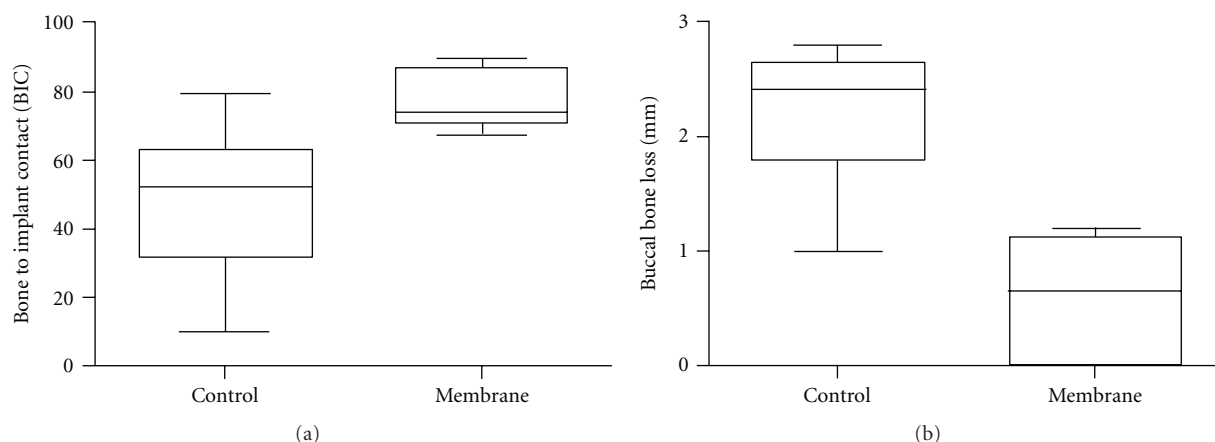 Bone to implant contact (BIC)
100
80
60
40
20
0
Control
Membrane
(a)
Buccal bone loss (mm)
3
2
1
0
Control
Membrane
(b)